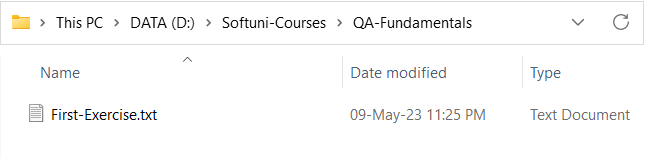 This PC > DATA (D:) > Softuni-Courses > QA-Fundamentals
Name Date modified Type
First-Exercise.txt 09-May-23 11:25 PM Text Document